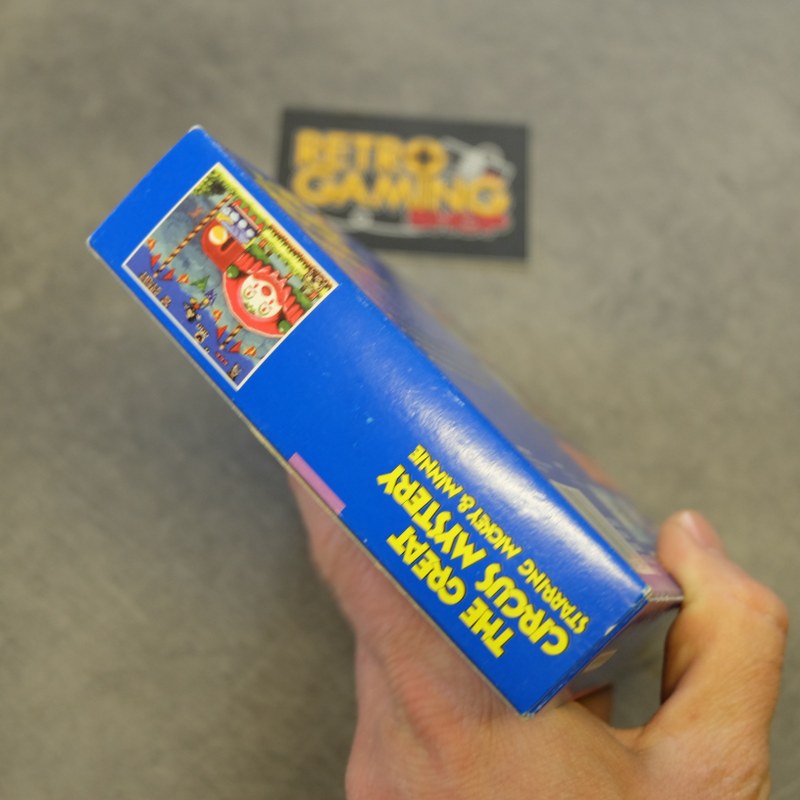 RETRO
GAMING
THE GREAT
CIRCUS MYSTERY
STARRING MICKEY & MINNIE